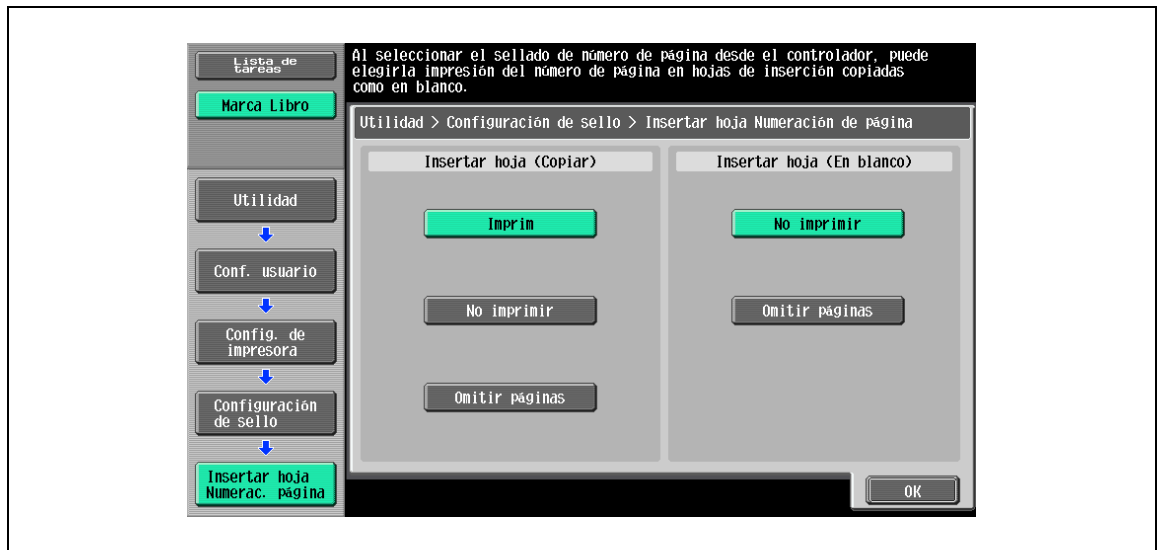 Lista de
tareas
Marca Libro
Al seleccionar el sellado de número de página desde el controlador, puede
elegirla impresión del número de página en hojas de inserción copiadas
como en blanco.
Utilidad > Configuración de sello > Insertar hoja Numeración de página
Utilidad
Conf. usuario
Config. de
impresora
Configuración
de sello
Insertar hoja
Numerac. página
Insertar hoja (Copiar)
Imprim
No imprimir
Omitir páginas
Insertar hoja (En blanco)
No imprimir
Omitir páginas
OK